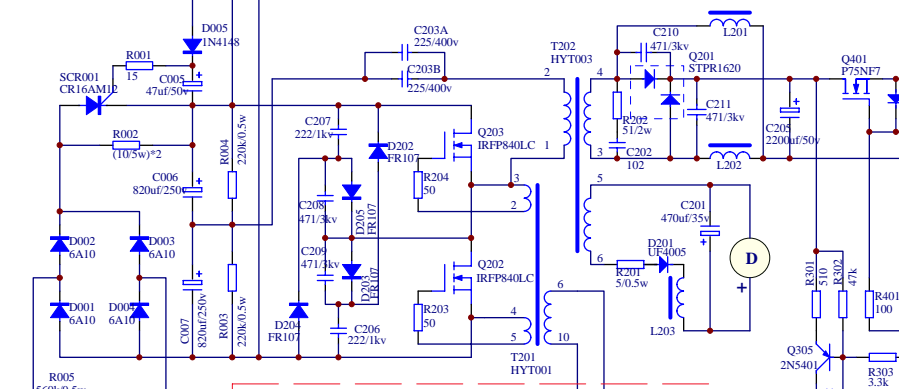 D005
1N4148
R001
15
SCR001
CR16AM12
C005
47uf/50v
R002
(10/5w)*2
R004
220k/0.5w
C006
820uf/250v
D002
6A10
D003
6A10
D001
6A10
D004
6A10
C007
820uf/250v
R003
220k/0.5w
R005
C203A
225/400v
C203B
225/400v
C207
222/1kv
D202
FR107
C208
471/3kv
D205
FR107
C209
471/3kv
D203
FR107
D204
FR107
C206
222/1kv
Q203
IRFP840LC
R204
50
Q202
IRFP840LC
R203
50
T202
HYT003
2
1
4
3
3
2
5
6
4
5
6
10
T201
HYT001
C210
471/3kv
L201
Q201
STPR1620
R202
51/2w
C202
102
C211
471/3kv
L202
C205
2200uf/50v
C201
470uf/35v
D201
UF4005
R201
5/0.5w
L203
D
+
Q401
P75NF7
R301
510
R302
47k
R401
100
Q305
2N5401
R303
3.3k